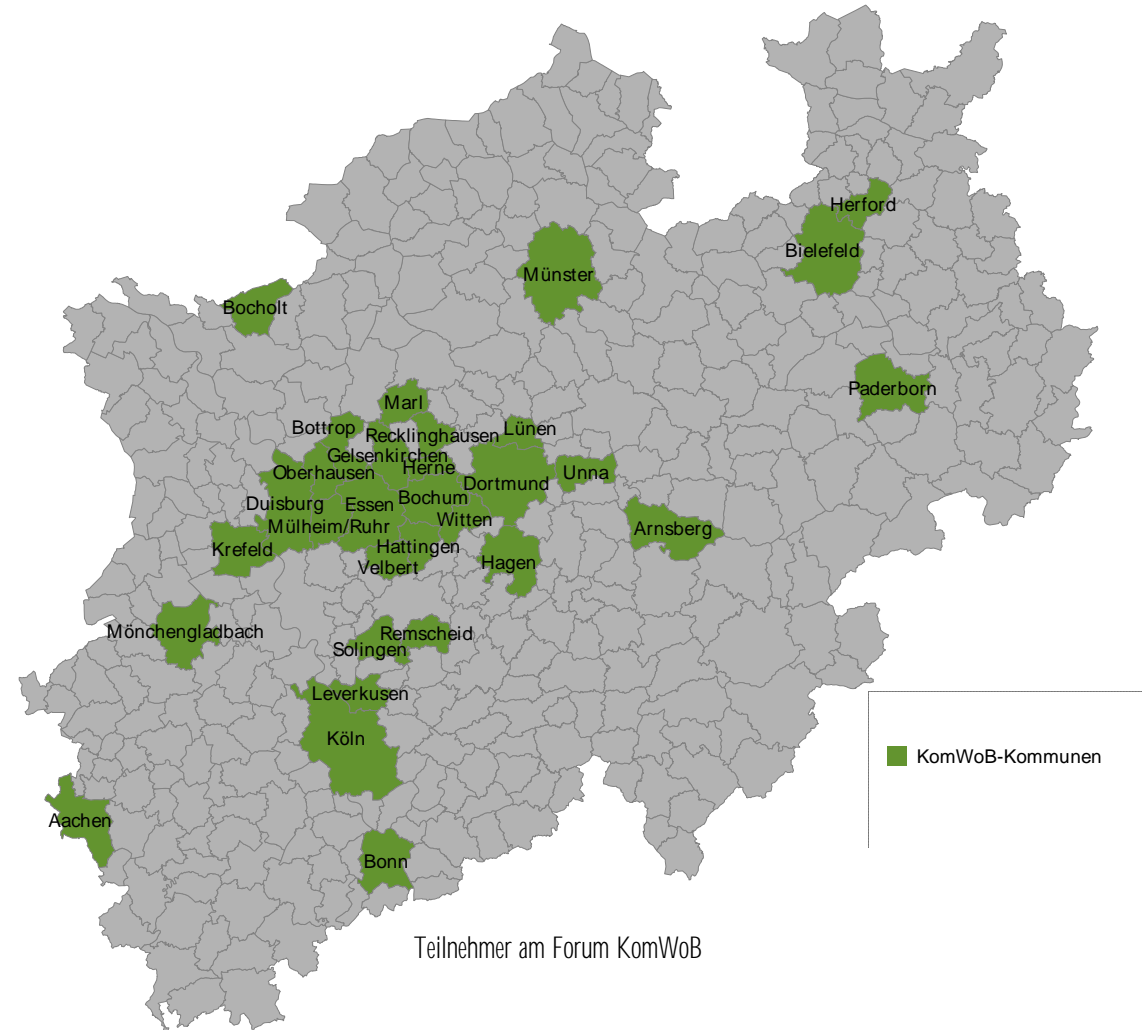 Herford
Bielefeld
Münster
Bocholt
Paderborn
Marl
Bottrop
Recklinghausen
Lünen
Gelsenkirchen
Herne
Oberhausen
Unna
Dortmund
Duisburg
Essen
Bochum
Witten
Mülheim/Ruhr
Arnsberg
Krefeld
Hattingen
Velbert
Hagen
Mönchengladbach
Remscheid
Solingen
Leverkusen
Köln
KomWoB-Kommunen
Aachen
Bonn
Teilnehmer am Forum KomWoB